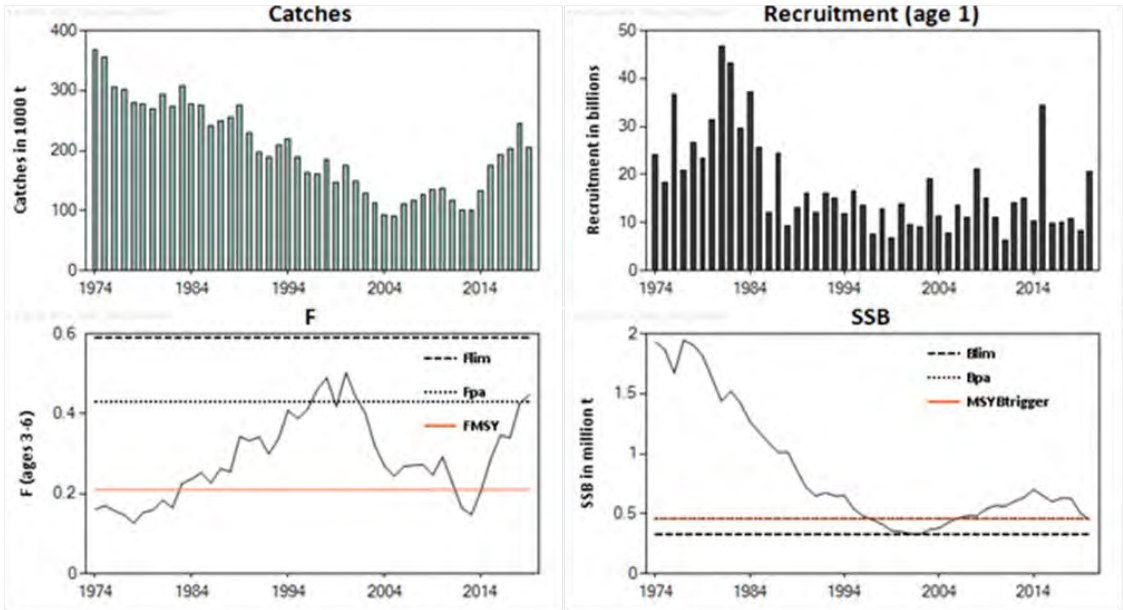 Catches
Catches in 1000 t
400
300
200
100
0
1974
1984
1994
2004
2014
Recruitment (age 1)
Recruitment in billions
50
40
30
20
10
0
1974
1984
1994
2004
2014
F
F (ages 3-6)
0.6
0.4
0.2
0
Flim
Fpa
FMSY
1974
1984
1994
2004
2014
SSB
SSB in million t
2
1.5
1
0.5
0
Blim
Bpa
MSYBtrigger
1974
1984
1994
2004
2014